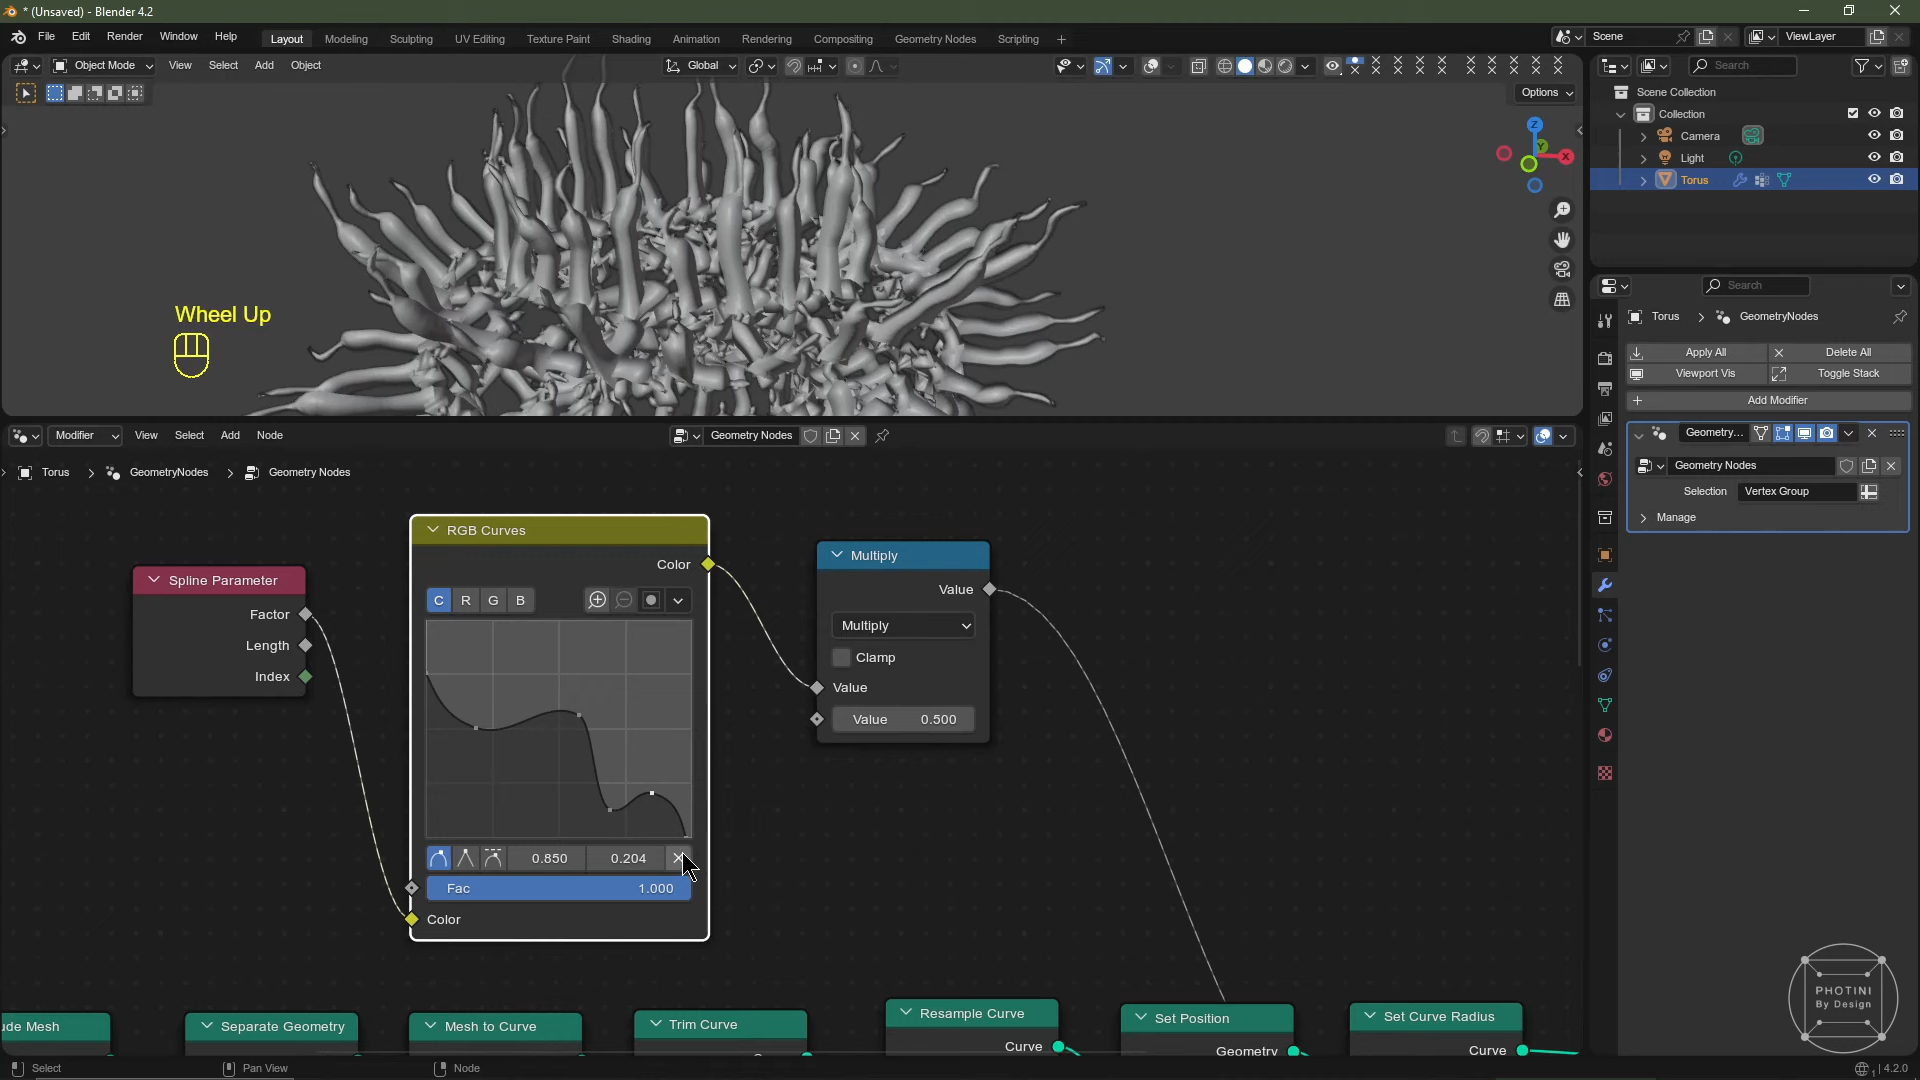 * (Unsaved) - Blender 4.2
File Edit Render Window Help Layout Modeling Sculpting UV Editing Texture Paint Shading Animation Rendering Compositing Geometry Nodes Scripting + Scene ViewLayer
Object Mode View Select Add Object Global Search
Options
Scene Collection
Collection
Camera
Light
Torus
Z
Y
X
Search
Torus > GeometryNodes
Apply All Delete All
Viewport Vis Toggle Stack
Add Modifier
Geometry...
Geometry Nodes
Selection Vertex Group
Manage
Wheel Up
Modifier View Select Add Node Geometry Nodes
Torus > GeometryNodes > Geometry Nodes
Spline Parameter
Factor
Length
Index
RGB Curves
Color
C R G B
0.850 0.204
Fac 1.000
Color
Multiply
Value
Multiply
Clamp
Value
Value 0.500
ude Mesh
Separate Geometry
Mesh to Curve
Trim Curve
Resample Curve
Curve
Set Position
Geometry
Set Curve Radius
Curve
PHOTINI
By Design
Select Pan View Node 4.2.0